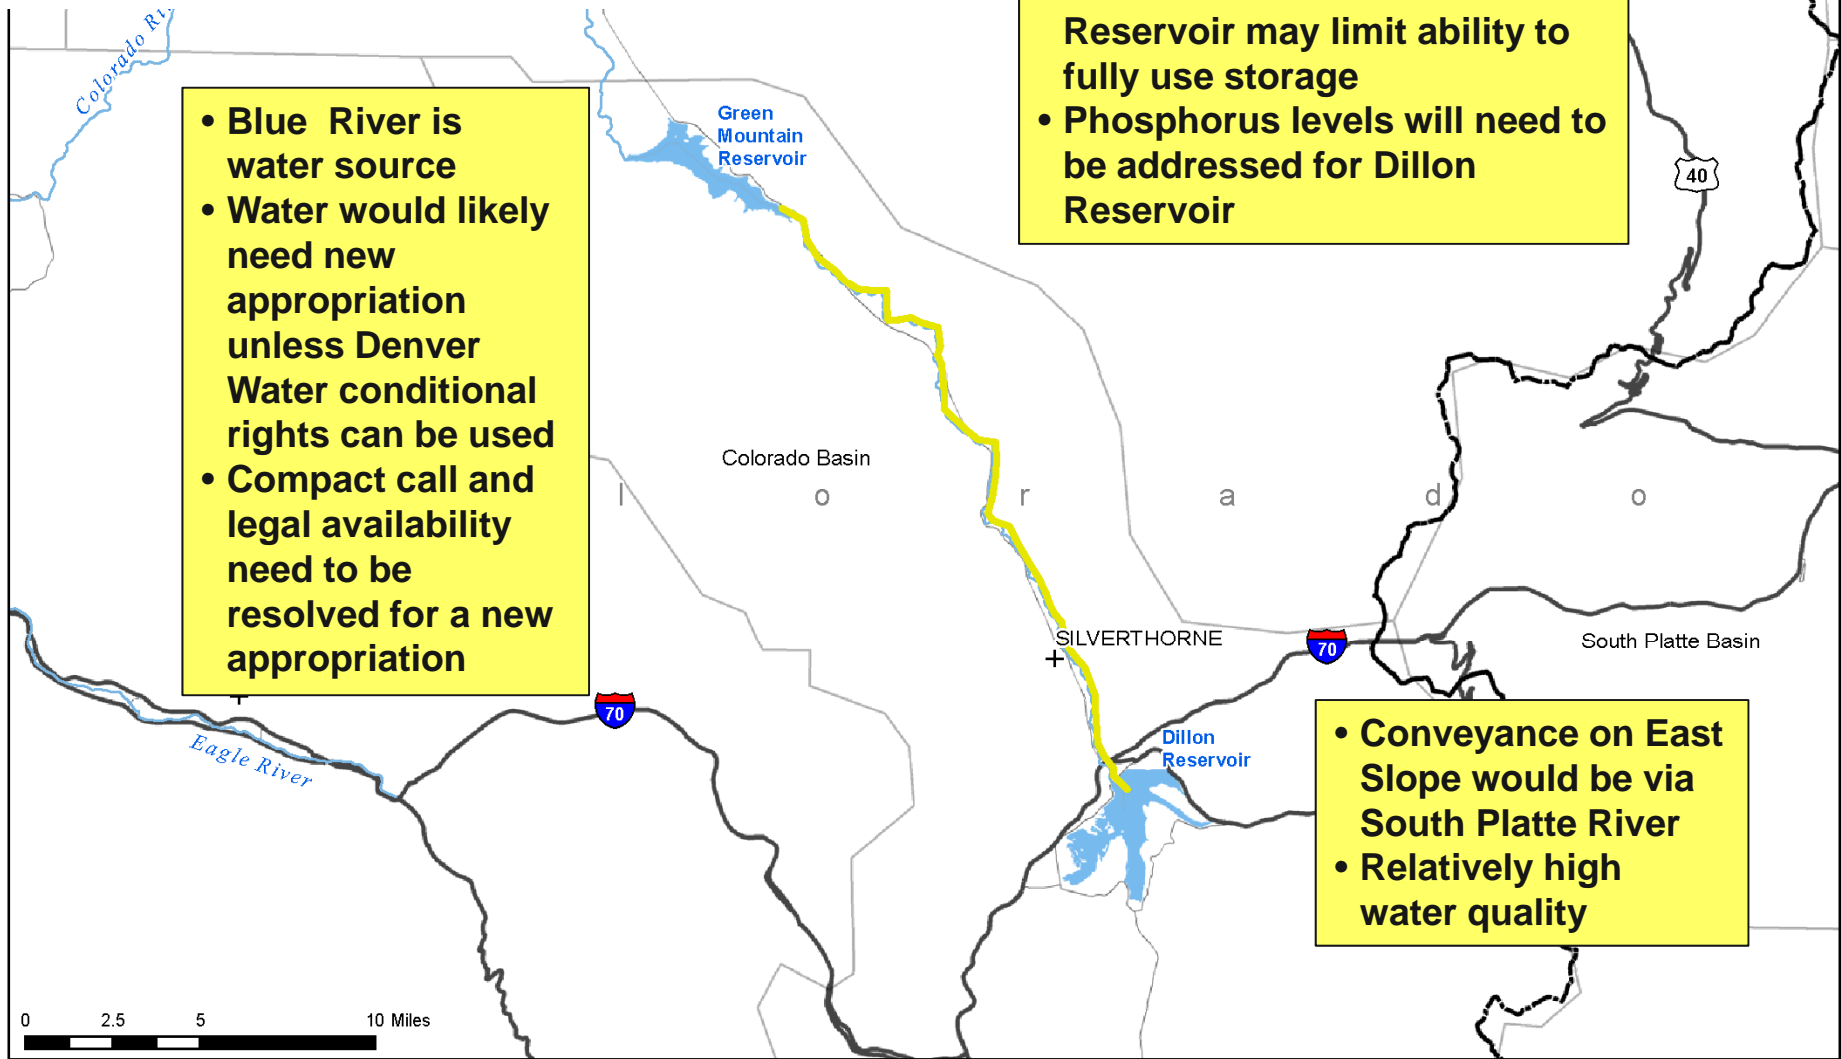 Colorado Ri
Reservoir may limit ability to
fully use storage
• Phosphorus levels will need to
be addressed for Dillon
Reservoir
40
• Blue  River is
water source
• Water would likely
need new
appropriation
unless Denver
Water conditional
rights can be used
• Compact call and
legal availability
need to be
resolved for a new
appropriation
Green
Mountain
Reservoir
Colorado Basin
l o r a d o
SILVERTHORNE
70
South Platte Basin
70
Eagle River
Dillon
Reservoir
• Conveyance on East
Slope would be via
South Platte River
• Relatively high
water quality
0 2.5 5 10 Miles